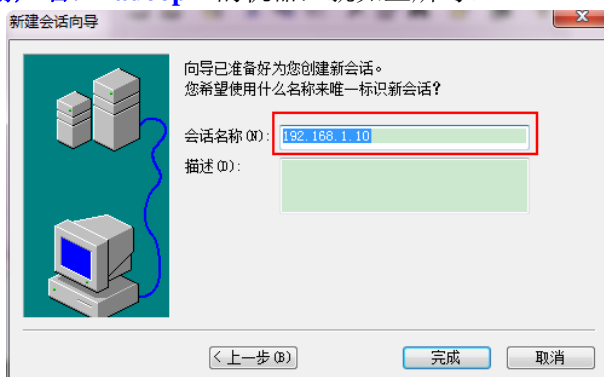 新建会话向导
向导已准备好为您创建新会话。
您希望使用什么名称来唯一标识新会话?
会话名称(N):
192.168.1.10
描述(D):
<上一步(B)
完成
取消